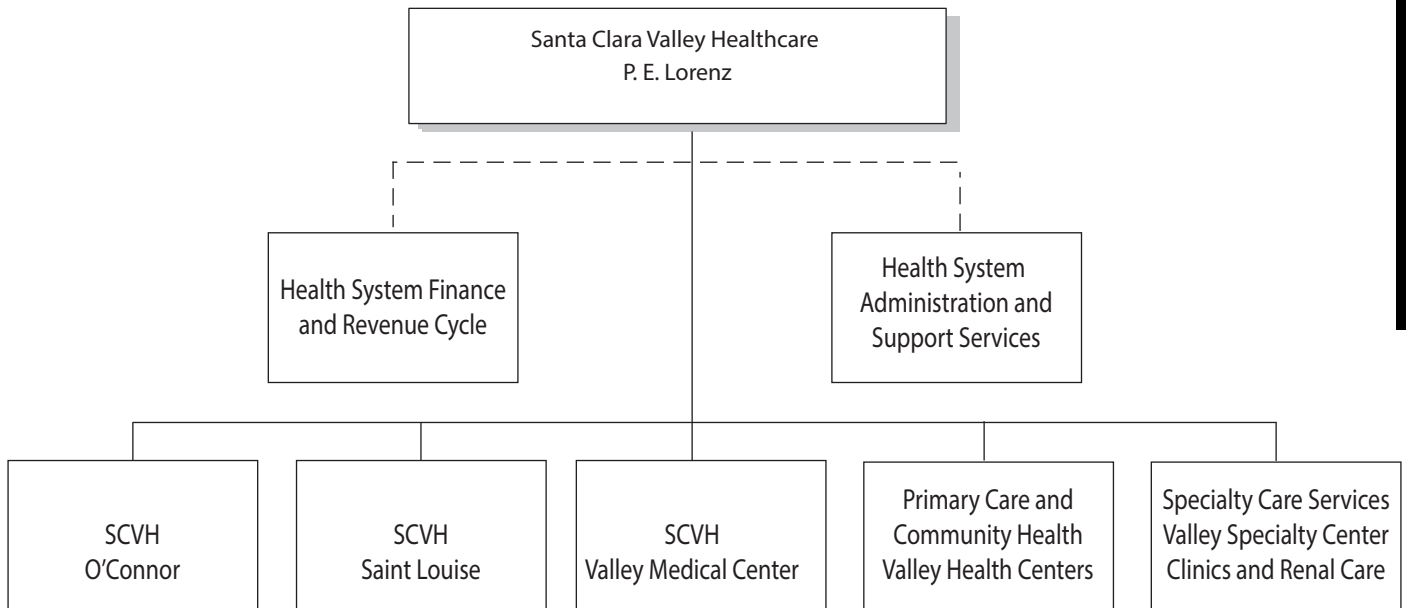 Santa Clara Valley Healthcare
P. E. Lorenz
Health System Finance
and Revenue Cycle
Health System
Administration and
Support Services
SCVH
O’Connor
SCVH
Saint Louise
SCVH
Valley Medical Center
Primary Care and
Community Health
Valley Health Centers
Specialty Care Services
Valley Specialty Center
Clinics and Renal Care